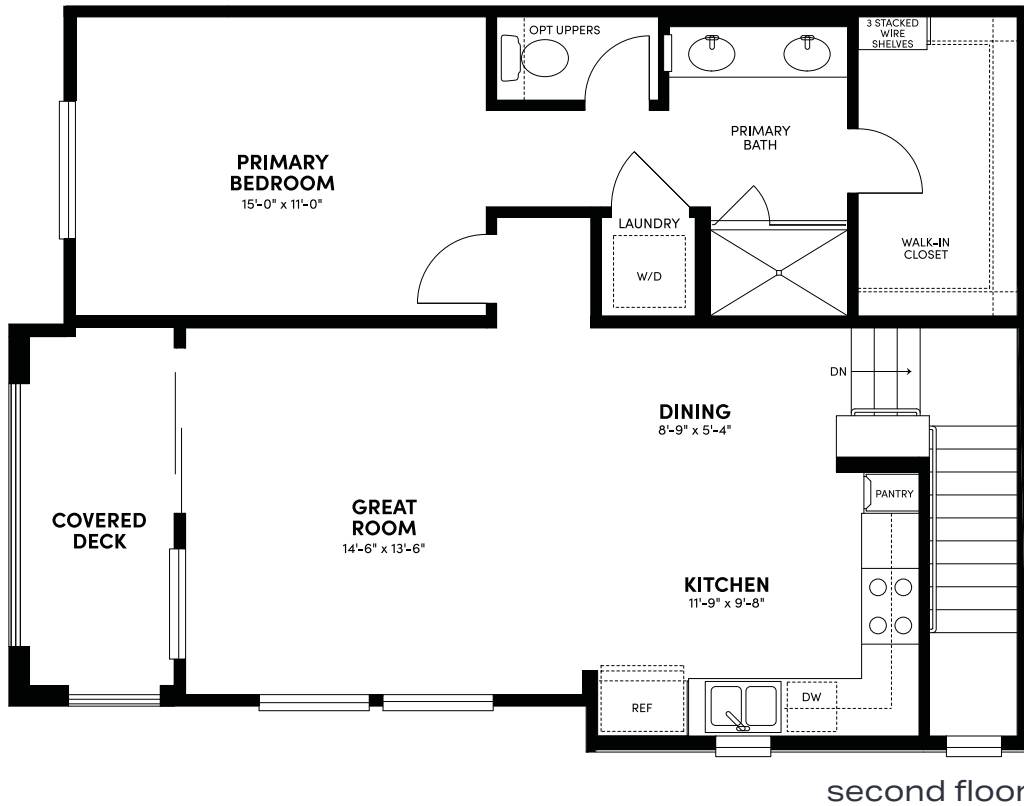 OPT UPPERS
3 STACKED
WIRE
SHELVES
PRIMARY
BATH
PRIMARY
BEDROOM
15'-0" x 11'-0"
LAUNDRY
W/D
WALK-IN
CLOSET
DN
DINING
8'-9" x 5'-4"
PANTRY
COVERED
DECK
GREAT
ROOM
14'-6" x 13'-6"
KITCHEN
11'-9" x 9'-8"
REF
DW
second floor